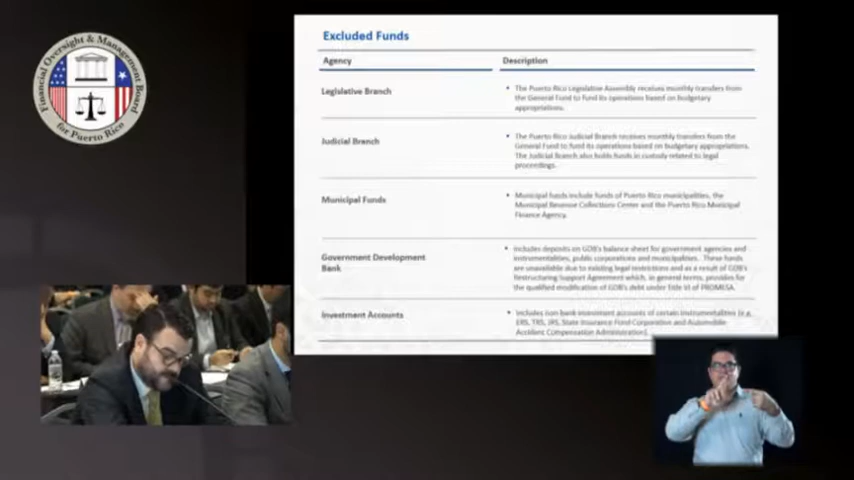 Financial Oversight & Management Board
for Puerto Rico
Excluded Funds
Agency
Description
Legislative Branch
• The Puerto Rico Legislative Assembly receives monthly transfers from
the General Fund to fund its operations based on budgetary
appropriations.
Judicial Branch
• The Puerto Rico Judicial Branch receives monthly transfers from the
General Fund to fund its operations based on budgetary appropriations.
The Judicial Branch also holds funds in custody related to legal
proceedings.
Municipal Funds
• Municipal funds include funds of Puerto Rico municipalities, the
Municipal Revenue Collections Center and the Puerto Rico Municipal
Finance Agency.
Government Development
Bank
• Includes deposits on GDB's balance sheet for government agencies and
instrumentalities, public corporations and municipalities. These funds
are unavailable due to existing legal restrictions and as a result of GDB's
Restructuring Support Agreement which, in general terms, provides for
the qualified modification of GDB's debt under Title VI of PROMESA.
Investment Accounts
• Includes non bank investment accounts of certain instrumentalities (e.g.
ERS, TRS, JRS, State Insurance Fund Corporation and Automobile
Accident Compensation Administration).